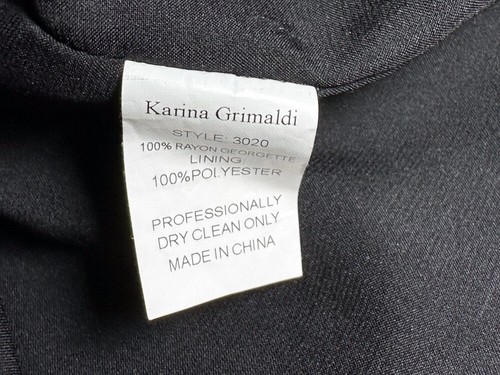 Karina Grimaldi
STYLE: 3020
100% RAYON GEORGETTE
LINING
100%POLYESTER
PROFESSIONALLY
DRY CLEAN ONLY
MADE IN CHINA